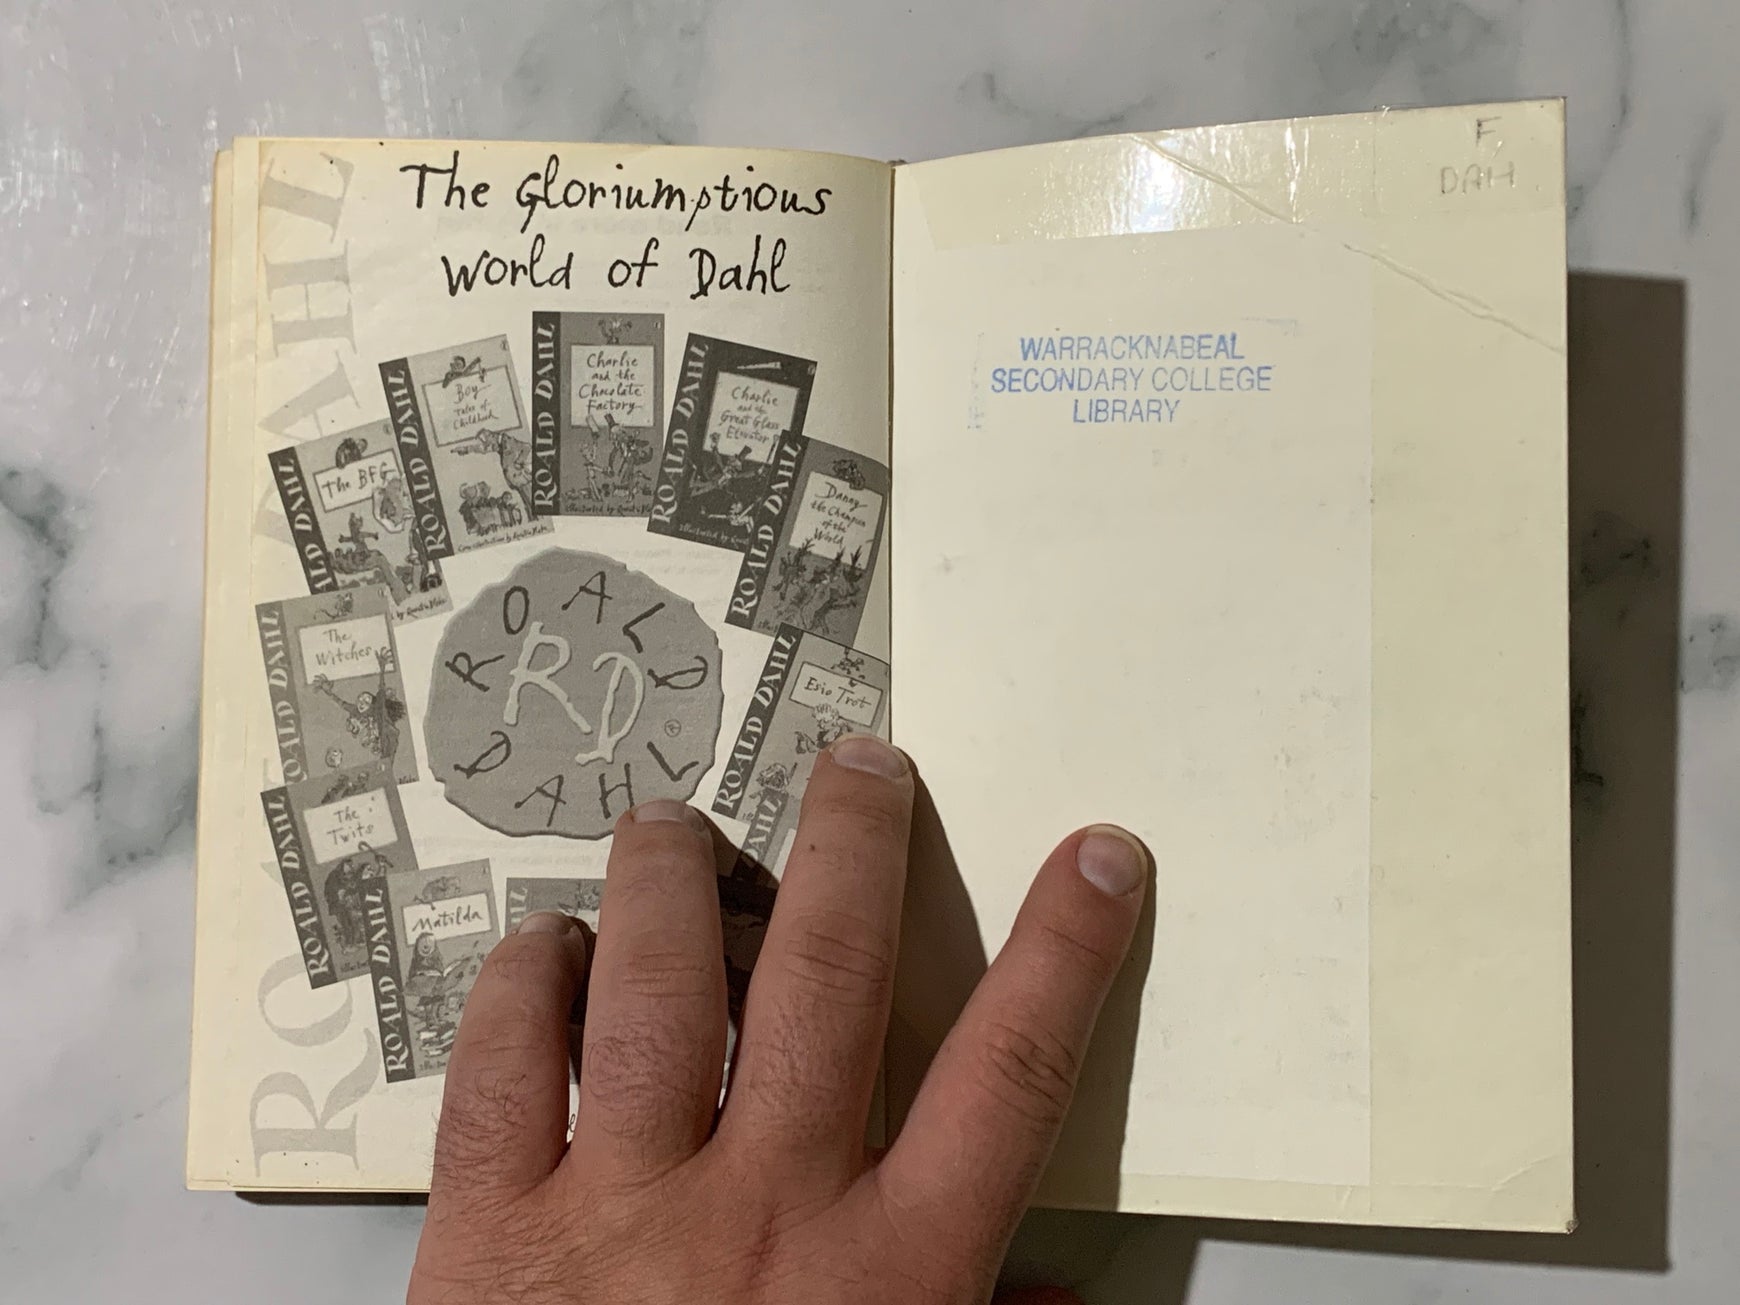 The Gloriumptious
World of Dahl
ROALD DAHL
ROALD DAHL
The BFG
ROALD DAHL
Boy
Tales of
Childhood
ROALD DAHL
Charlie
and the
Chocolate
Factory
ROALD DAHL
Charlie
and the
Great Glass
Elevator
ROALD DAHL
Danny
the Champion
of the
World
ROALD DAHL
Esio Trot
DAHL
ROALD DAHL
The
Witches
ROALD DAHL
The
Twits
ROALD DAHL
Matilda
ROALD
RD
DAHL
®
F
DAH
WARRACKNABEAL
SECONDARY COLLEGE
LIBRARY